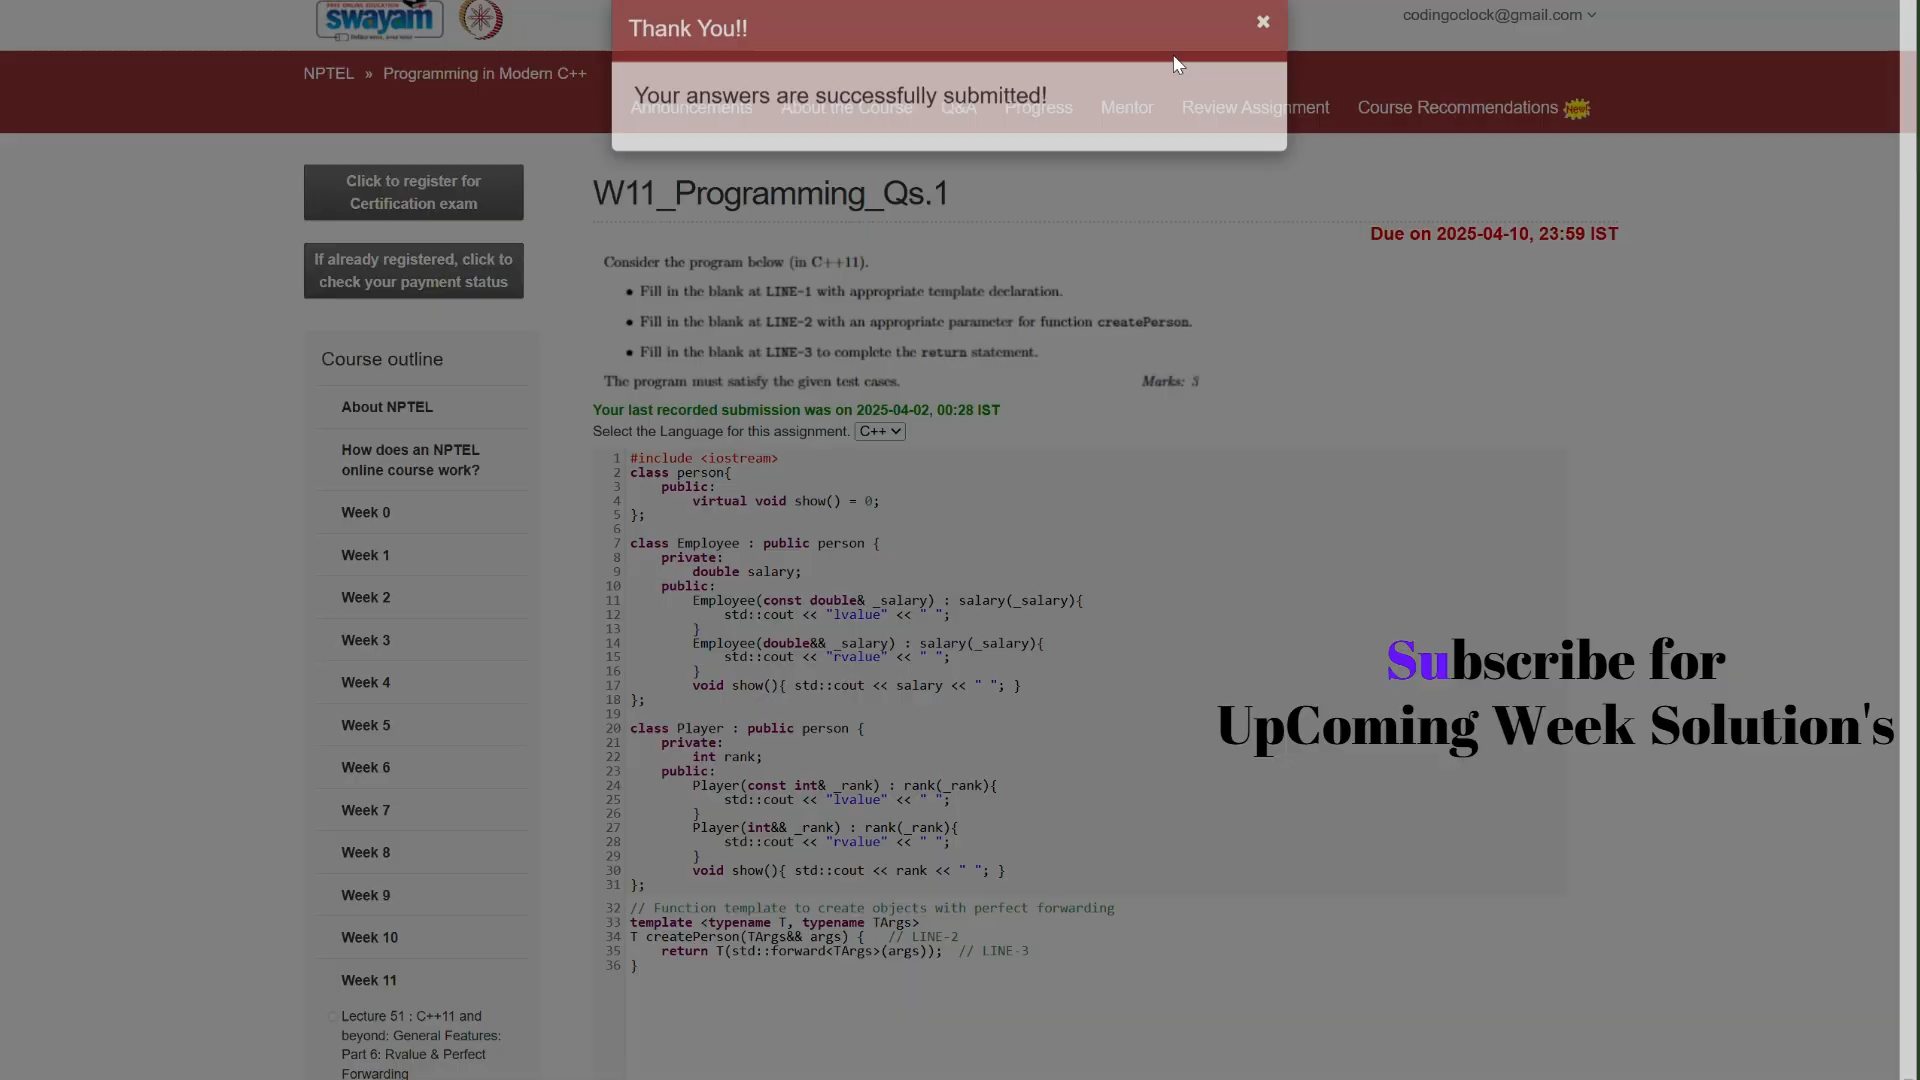 FREE ONLINE EDUCATION
swayam
codingoclock@gmail.com
Thank You!!
Your answers are successfully submitted!
NPTEL » Programming in Modern C++
Announcements About the Course Q&A Progress Mentor Review Assignment Course Recommendations
Click to register for
Certification exam
If already registered, click to
check your payment status
Course outline
About NPTEL
How does an NPTEL
online course work?
Week 0
Week 1
Week 2
Week 3
Week 4
Week 5
Week 6
Week 7
Week 8
Week 9
Week 10
Week 11
Lecture 51 : C++11 and
beyond: General Features:
Part 6: Rvalue & Perfect
Forwarding
W11_Programming_Qs.1
Due on 2025-04-10, 23:59 IST
Consider the program below (in C++11).
• Fill in the blank at LINE-1 with appropriate template declaration.
• Fill in the blank at LINE-2 with an appropriate parameter for function createPerson.
• Fill in the blank at LINE-3 to complete the return statement.
The program must satisfy the given test cases. Marks: 3
Your last recorded submission was on 2025-04-02, 00:28 IST
Select the Language for this assignment. C++
1 #include <iostream>
2 class person{
3 public:
4 virtual void show() = 0;
5 };
6
7 class Employee : public person {
8 private:
9 double salary;
10 public:
11 Employee(const double& _salary) : salary(_salary){
12 std::cout << "lvalue" << " ";
13 }
14 Employee(double&& _salary) : salary(_salary){
15 std::cout << "rvalue" << " ";
16 }
17 void show(){ std::cout << salary << " "; }
18 };
19
20 class Player : public person {
21 private:
22 int rank;
23 public:
24 Player(const int& _rank) : rank(_rank){
25 std::cout << "lvalue" << " ";
26 }
27 Player(int&& _rank) : rank(_rank){
28 std::cout << "rvalue" << " ";
29 }
30 void show(){ std::cout << rank << " "; }
31 };
32 // Function template to create objects with perfect forwarding
33 template <typename T, typename TArgs>
34 T createPerson(TArgs&& args) { // LINE-2
35 return T(std::forward<TArgs>(args)); // LINE-3
36 }
Subscribe for
UpComing Week Solution's